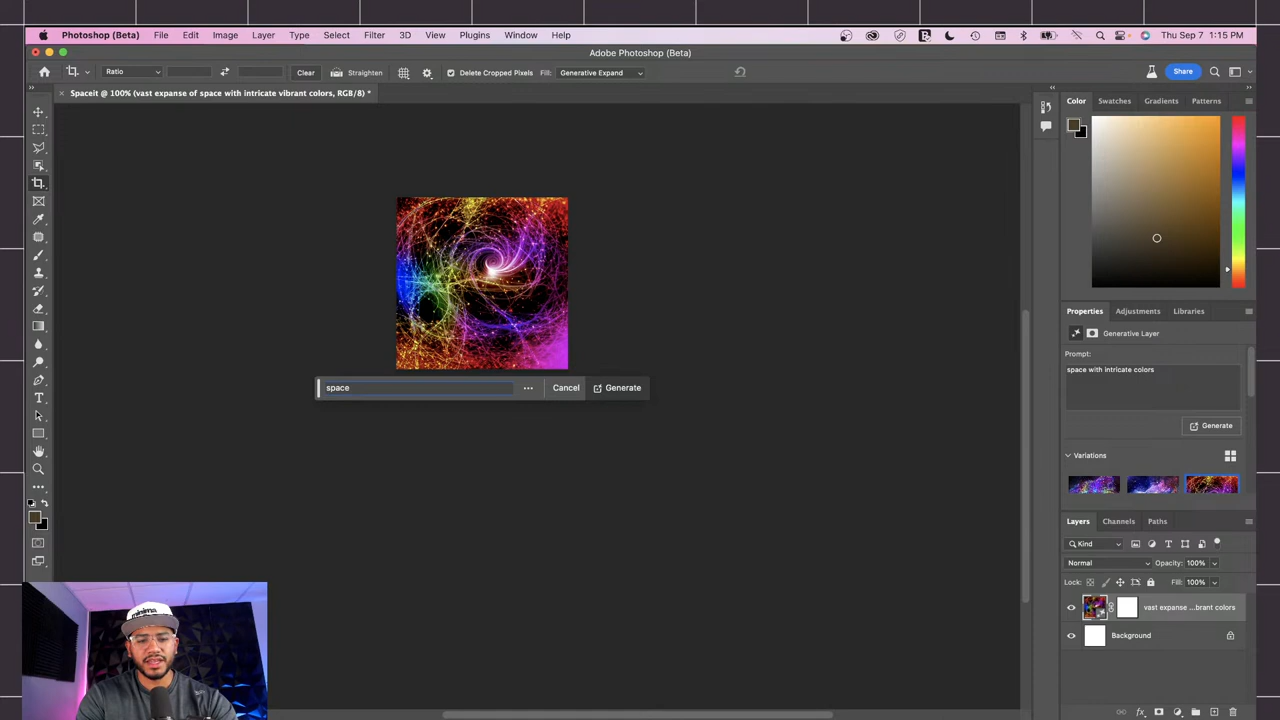 Photoshop (Beta) File Edit Image Layer Type Select Filter 3D View Plugins Window Help
Thu Sep 7 1:15 PM
Adobe Photoshop (Beta)
Ratio Clear Straighten Delete Cropped Pixels Fill: Generative Expand Share
Spaceit @ 100% (vast expanse of space with intricate vibrant colors, RGB/8) *
Color Swatches Gradients Patterns
Properties Adjustments Libraries
Generative Layer
Prompt:
space with intricate colors
Generate
Variations
space
Cancel Generate
Layers Channels Paths
Kind
Normal Opacity: 100%
Lock: Fill: 100%
vast expanse ...brant colors
Background
minima